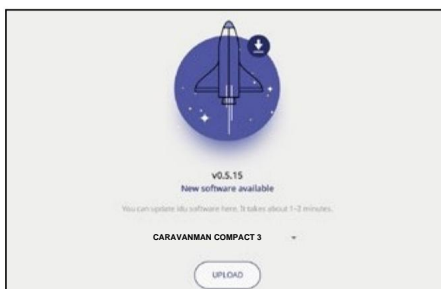 v0.5.15
New software available
You can update idu software here. It takes about 1-3 minutes.
CARAVANMAN COMPACT 3
UPLOAD